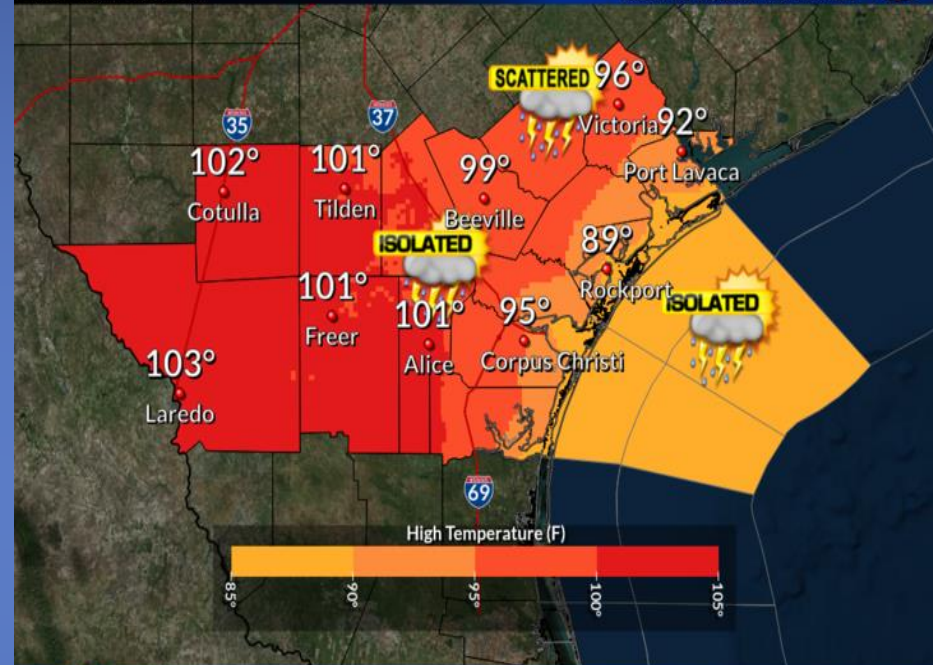 SCATTERED
96°
Victoria
92°
Port Lavaca
35
37
102°
Cotulla
101°
Tilden
99°
Beeville
ISOLATED
89°
Rockport
101°
Freer
101°
Alice
95°
Corpus Christi
ISOLATED
103°
Laredo
69
High Temperature (F)
85°
90°
95°
100°
105°